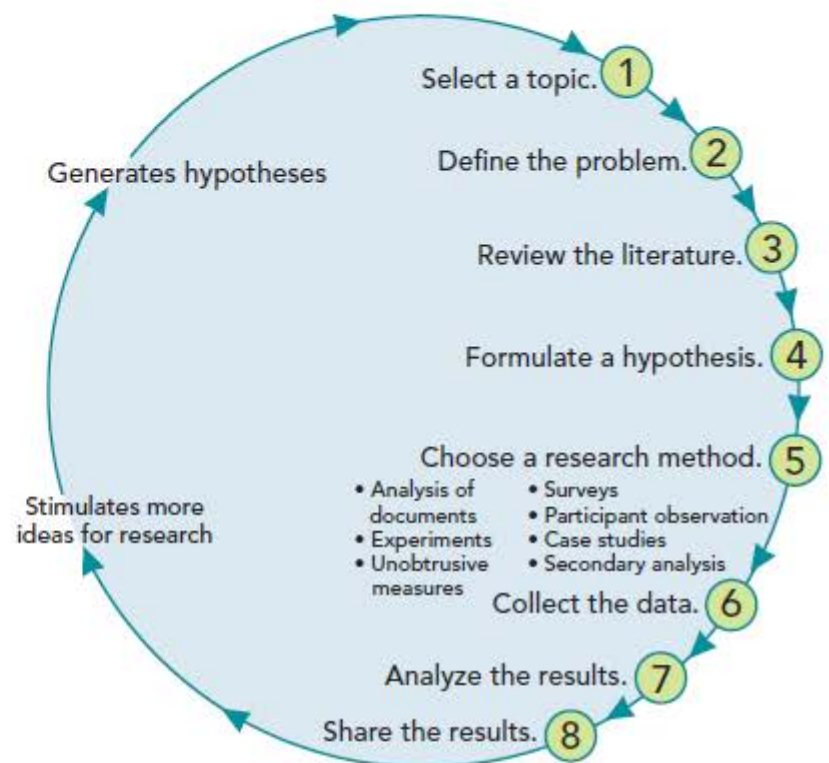 Select a topic. 1
Define the problem. 2
Generates hypotheses
Review the literature. 3
Formulate a hypothesis. 4
Choose a research method. 5
• Analysis of
documents
• Experiments
• Unobtrusive
measures
• Surveys
• Participant observation
• Case studies
• Secondary analysis
Stimulates more
ideas for research
Collect the data. 6
Analyze the results. 7
Share the results. 8